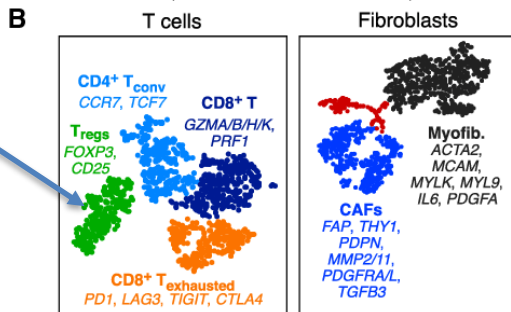 B
T cells
CD4⁺ Tconv
CCR7, TCF7
CD8⁺ T
GZMA/B/H/K,
PRF1
Tregs
FOXP3,
CD25
CD8⁺ Texhausted
PD1, LAG3, TIGIT, CTLA4
Fibroblasts
Myofib.
ACTA2,
MCAM,
MYLK, MYL9,
IL6, PDGFA
CAFs
FAP, THY1,
PDPN,
MMP2/11,
PDGFRA/L,
TGFB3